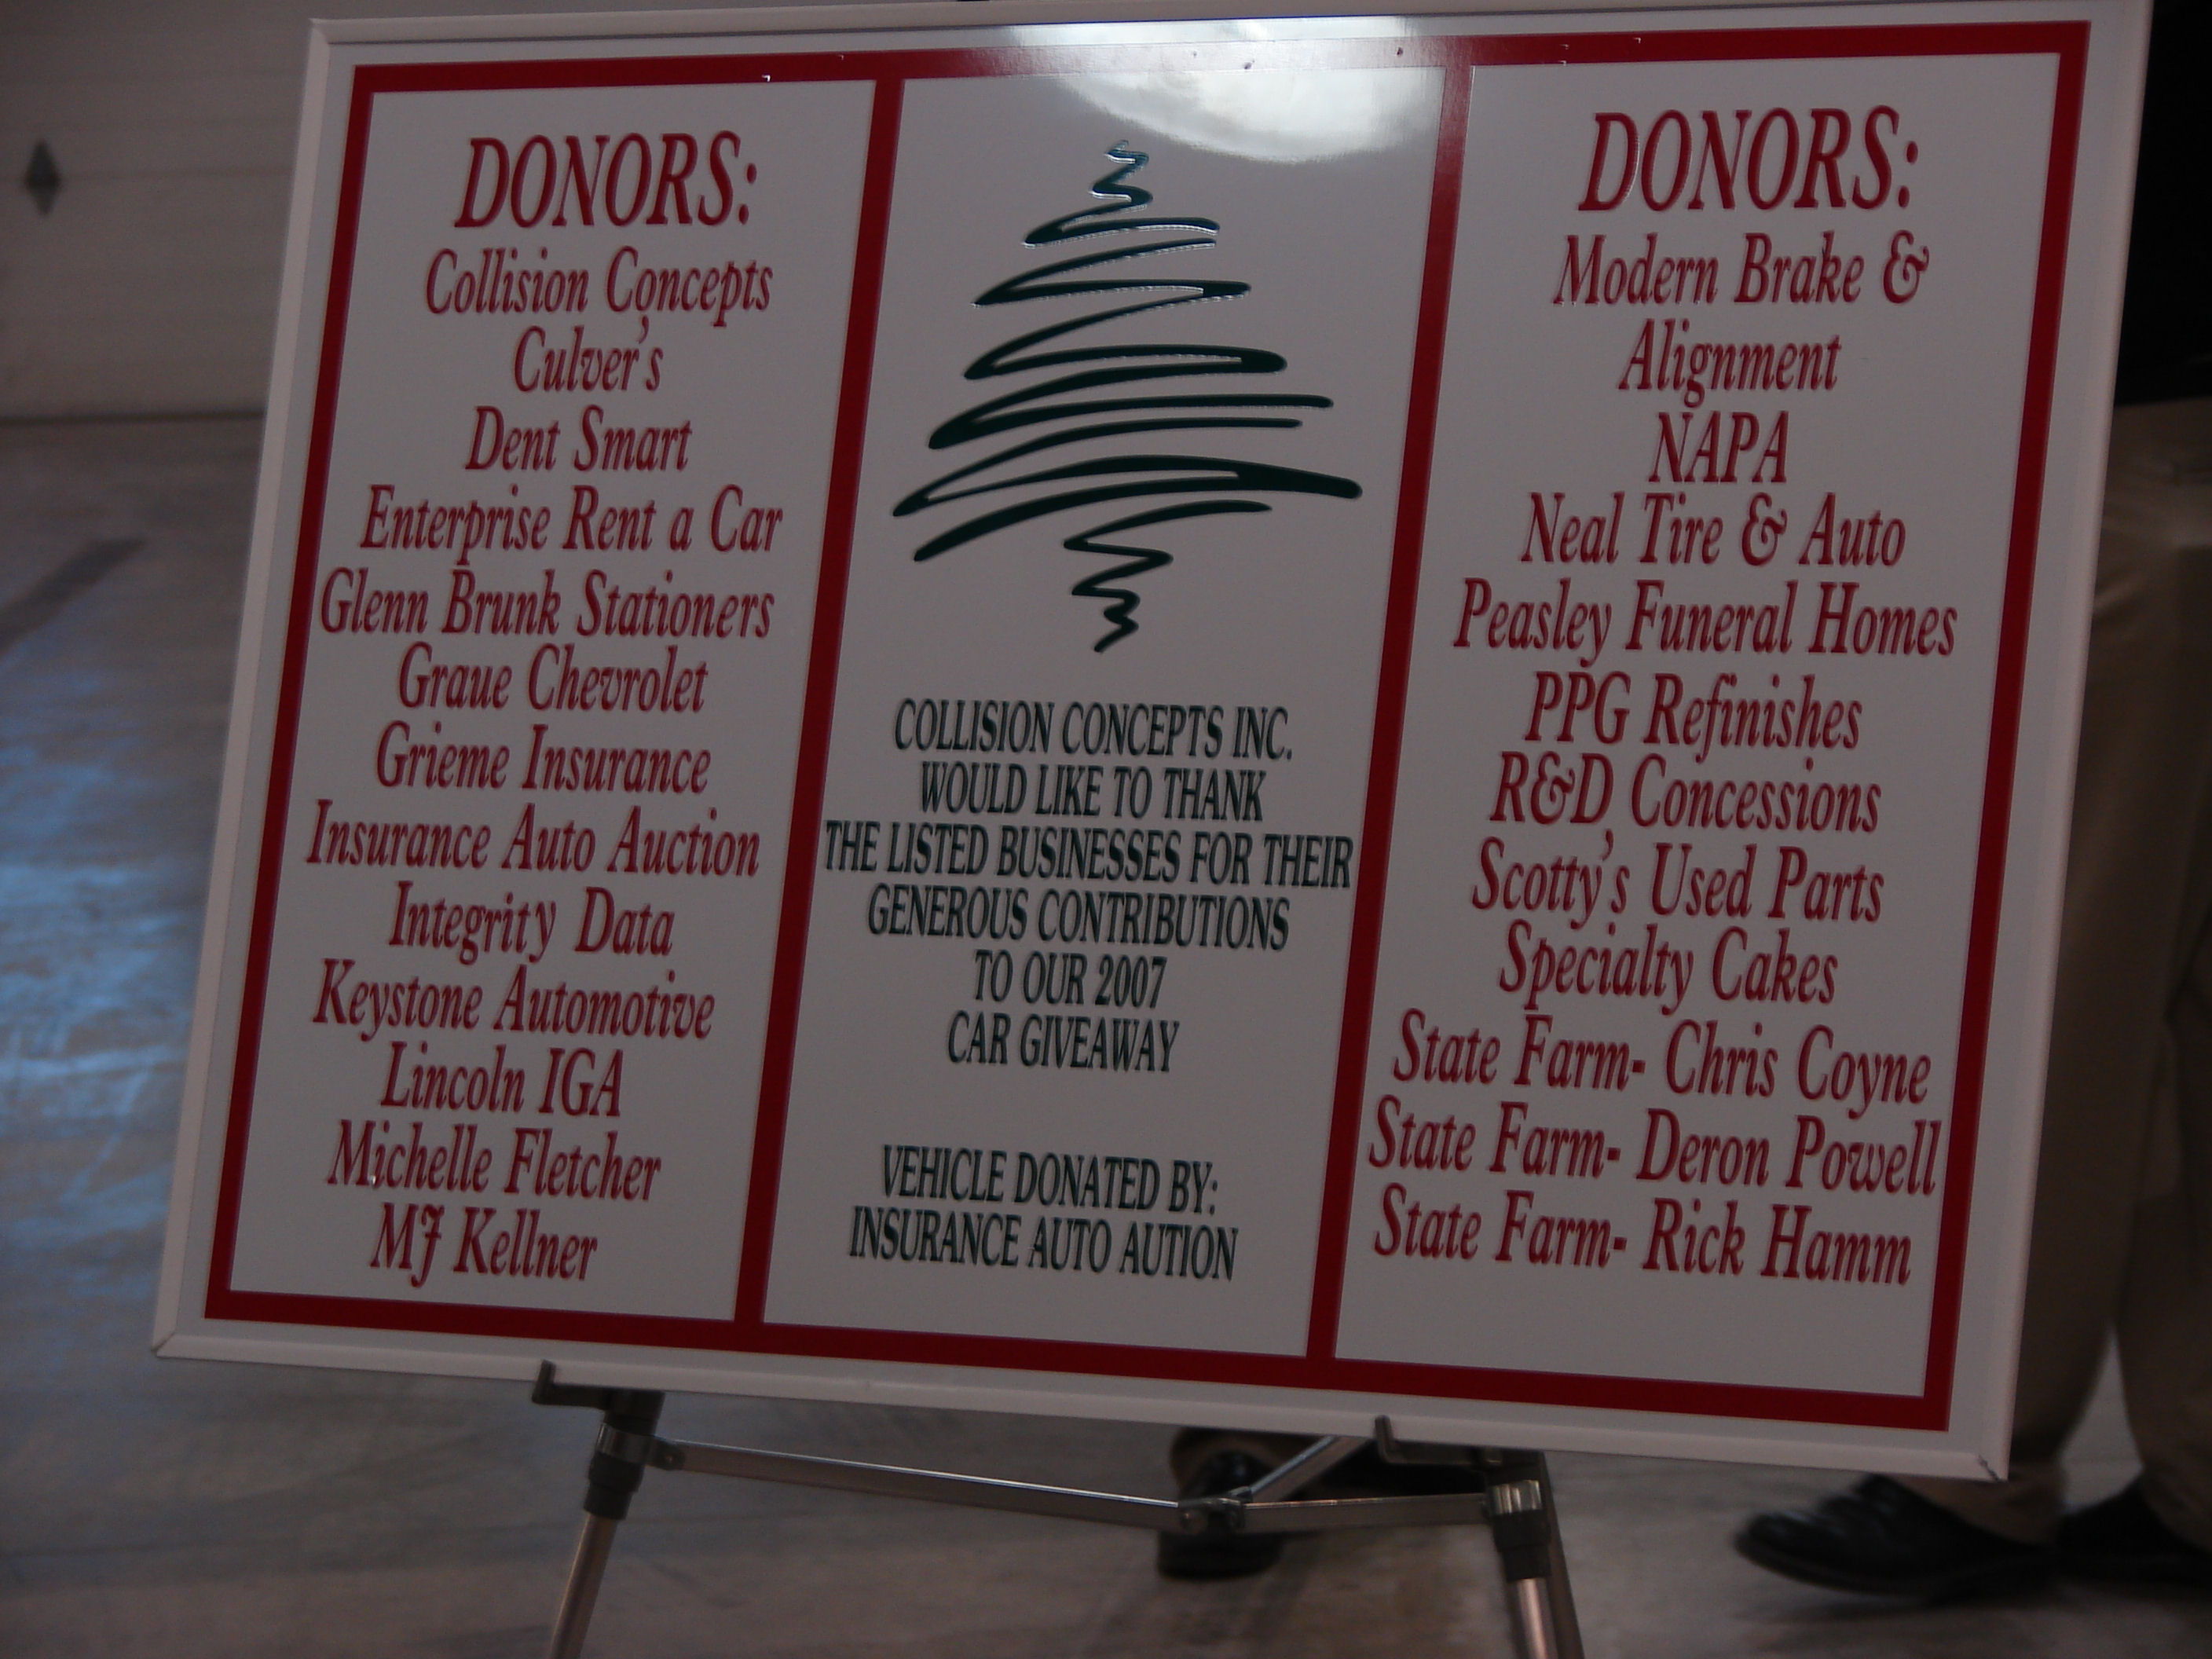 DONORS:
Collision Concepts
Culver's
Dent Smart
Enterprise Rent a Car
Glenn Brunk Stationers
Graue Chevrolet
Grieme Insurance
Insurance Auto Auction
Integrity Data
Keystone Automotive
Lincoln IGA
Michelle Fletcher
MJ Kellner
COLLISION CONCEPTS INC.
WOULD LIKE TO THANK
THE LISTED BUSINESSES FOR THEIR
GENEROUS CONTRIBUTIONS
TO OUR 2007
CAR GIVEAWAY
VEHICLE DONATED BY:
INSURANCE AUTO AUTION
DONORS:
Modern Brake &
Alignment
NAPA
Neal Tire & Auto
Peasley Funeral Homes
PPG Refinishes
R&D Concessions
Scotty's Used Parts
Specialty Cakes
State Farm- Chris Coyne
State Farm- Deron Powell
State Farm- Rick Hamm